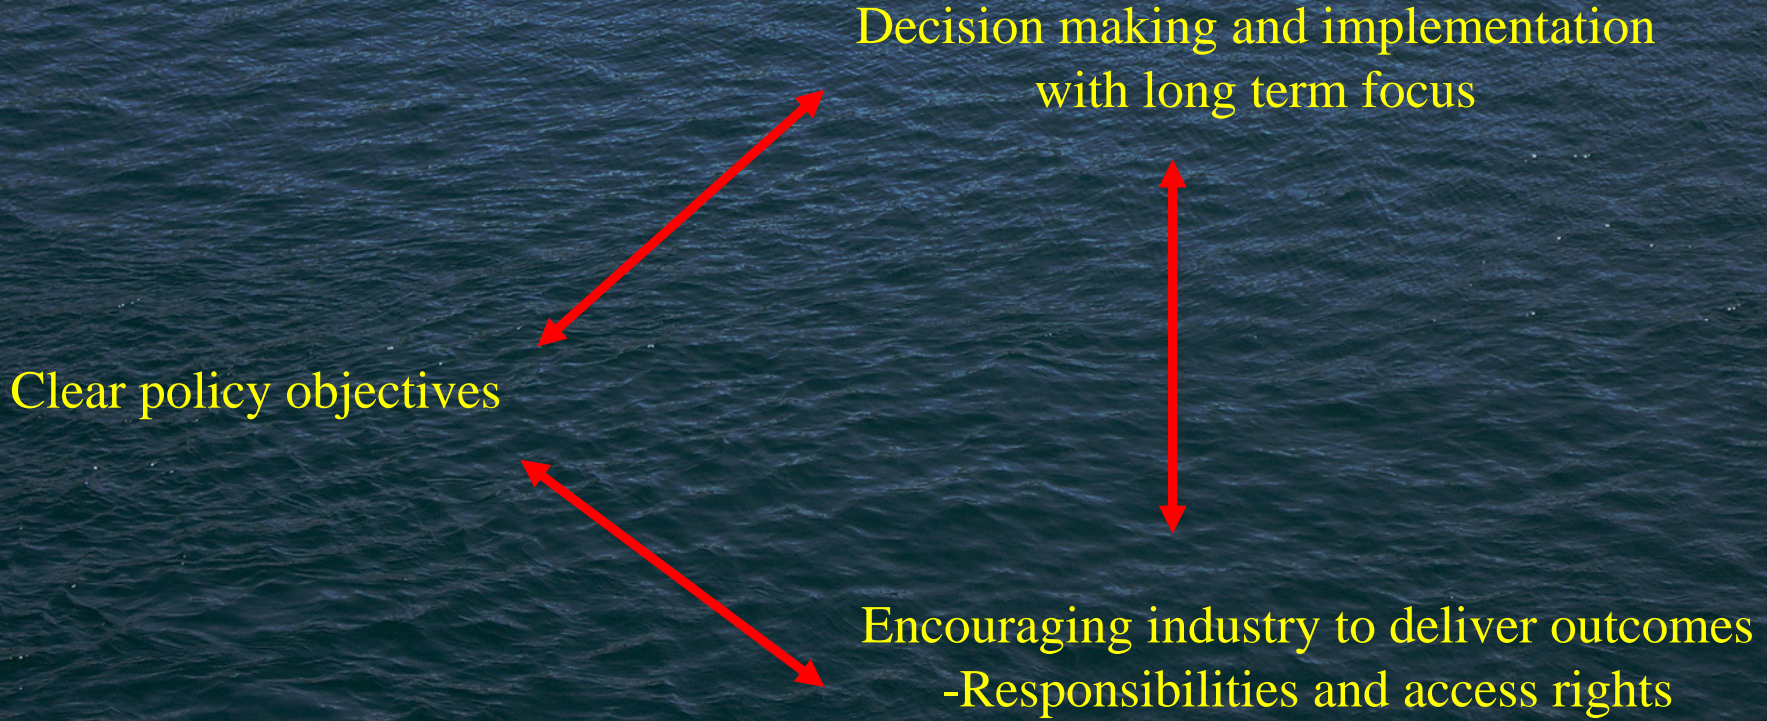 Decision making and implementation
with long term focus
Clear policy objectives
Encouraging industry to deliver outcomes
-Responsibilities and access rights